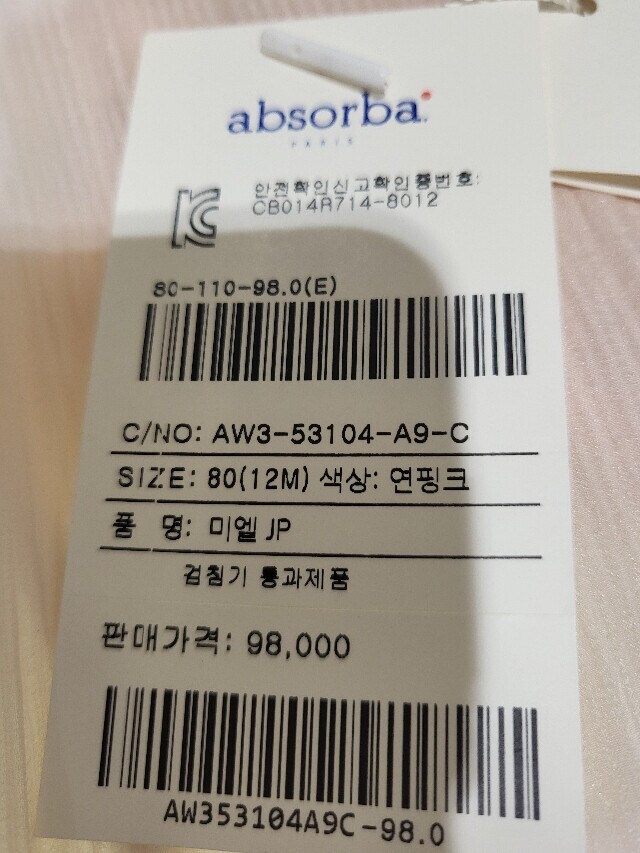 absorba
PARIS
안전확인신고확인증번호:
CB014R714-8012
80-110-98.0(E)
C/NO: AW3-53104-A9-C
SIZE: 80(12M) 색상: 연핑크
품 명: 미엘 JP
검침기 통과제품
판매가격: 98,000
AW353104A9C-98.0